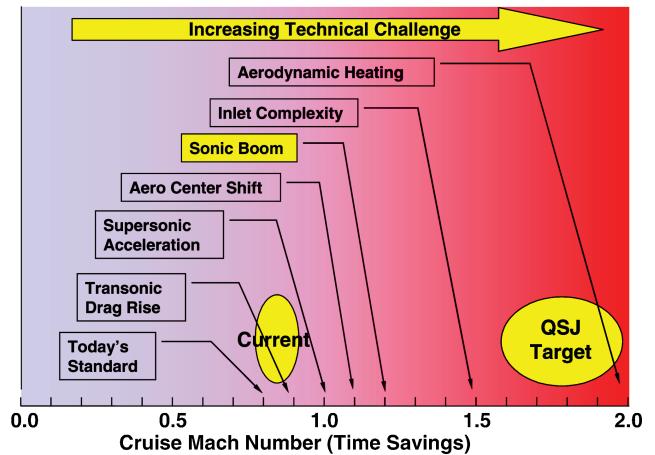 Increasing Technical Challenge
Aerodynamic Heating
Inlet Complexity
Sonic Boom
Aero Center Shift
Supersonic
Acceleration
Transonic
Drag Rise
Today's
Standard
Current
QSJ
Target
0.0 0.5 1.0 1.5 2.0
Cruise Mach Number (Time Savings)